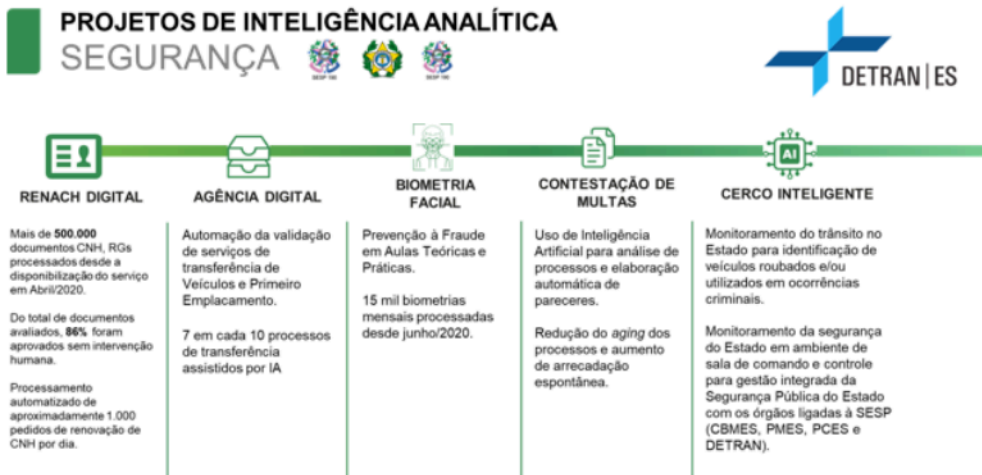 PROJETOS DE INTELIGÊNCIA ANALÍTICA
SEGURANÇA
SESP
SESP
DETRAN|ES
RENACH DIGITAL
Mais de 500.000
documentos CNH, RGs
processados desde a
disponibilização do serviço
em Abril/2020.
Do total de documentos
avaliados, 86% foram
aprovados sem intervenção
humana.
Processamento
automatizado de
aproximadamente 1.000
pedidos de renovação de
CNH por dia.
AGÊNCIA DIGITAL
Automação da validação
de serviços de
transferência de
Veículos e Primeiro
Emplacamento.
7 em cada 10 processos
de transferência
assistidos por IA
BIOMETRIA
FACIAL
Prevenção à Fraude
em Aulas Teóricas e
Práticas.
15 mil biometrias
mensais processadas
desde junho/2020.
CONTESTAÇÃO DE
MULTAS
Uso de Inteligência
Artificial para análise de
processos e elaboração
automática de
pareceres.
Redução do aging dos
processos e aumento
de arrecadação
espontânea.
AI
CERCO INTELIGENTE
Monitoramento do trânsito no
Estado para identificação de
veículos roubados e/ou
utilizados em ocorrências
criminais.
Monitoramento da segurança
do Estado em ambiente de
sala de comando e controle
para gestão integrada da
Segurança Pública do Estado
com os órgãos ligadas à SESP
(CBMES, PMES, PCES e
DETRAN).